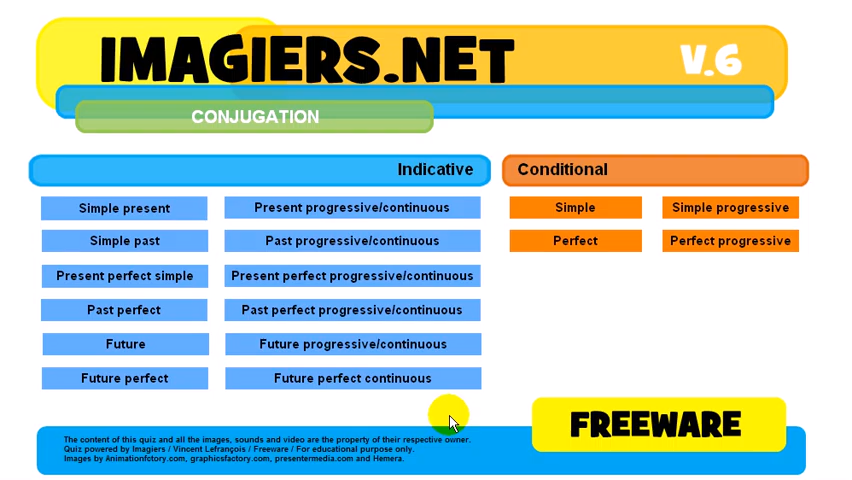 IMAGIERS.NET
V.6
CONJUGATION
Indicative
Conditional
Simple present
Present progressive/continuous
Simple
Simple progressive
Simple past
Past progressive/continuous
Perfect
Perfect progressive
Present perfect simple
Present perfect progressive/continuous
Past perfect
Past perfect progressive/continuous
Future
Future progressive/continuous
Future perfect
Future perfect continuous
FREEWARE
The content of this quiz and all the images, sounds and video are the property of their respective owner.
Quiz powered by Imagiers / Vincent Lefrançois / Freeware / For educational purpose only.
Images by Animationfotory.com, graphicsfactory.com, presentermedia.com and Hemera.